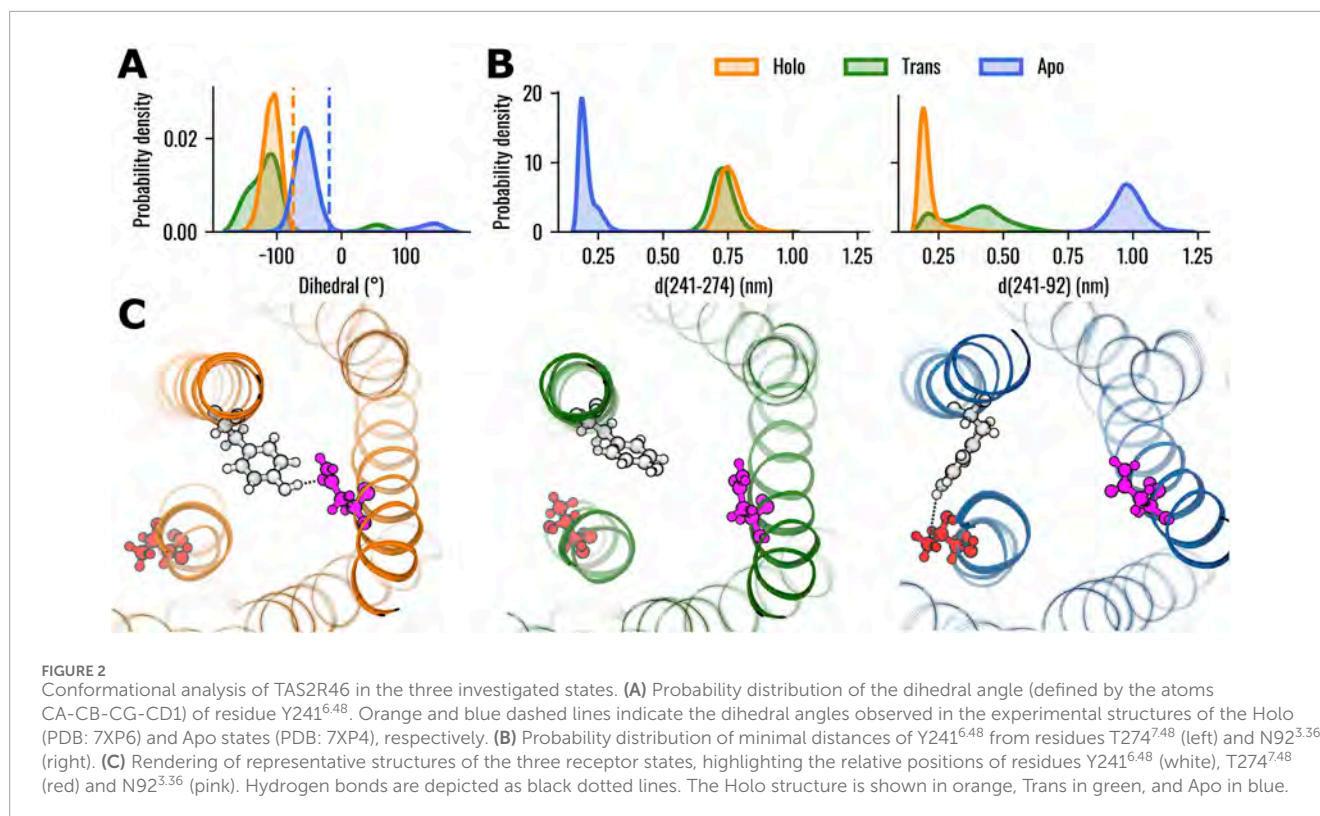 A
B
Holo
Trans
Apo
Probability density
0.02
0.00
-100
0
100
Dihedral (°)
Probability density
20
10
0
0.25
0.50
0.75
1.00
1.25
d(241-274) (nm)
0.25
0.50
0.75
1.00
1.25
d(241-92) (nm)
C
FIGURE 2
Conformational analysis of TAS2R46 in the three investigated states. (A) Probability distribution of the dihedral angle (defined by the atoms
CA-CB-CG-CD1) of residue Y241^6.48. Orange and blue dashed lines indicate the dihedral angles observed in the experimental structures of the Holo
(PDB: 7XP6) and Apo states (PDB: 7XP4), respectively. (B) Probability distribution of minimal distances of Y241^6.48 from residues T274^7.48 (left) and N92^3.36
(right). (C) Rendering of representative structures of the three receptor states, highlighting the relative positions of residues Y241^6.48 (white), T274^7.48
(red) and N92^3.36 (pink). Hydrogen bonds are depicted as black dotted lines. The Holo structure is shown in orange, Trans in green, and Apo in blue.